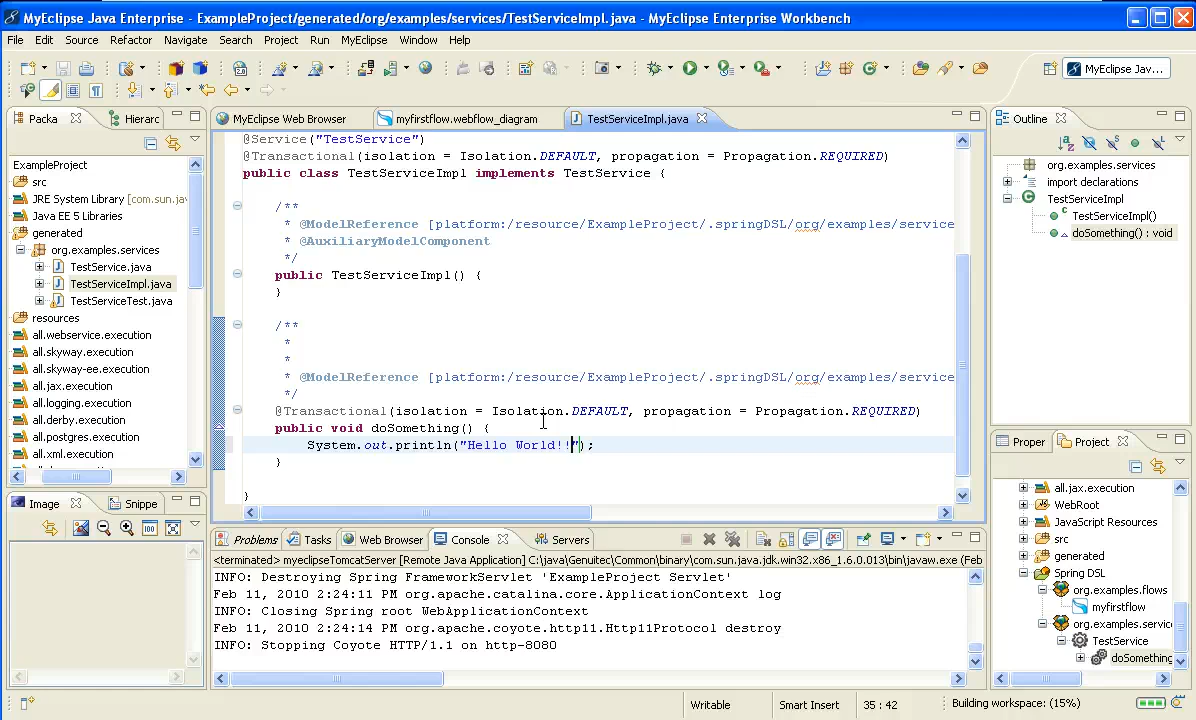 MyEclipse Java Enterprise - ExampleProject/generated/org/examples/services/TestServiceImpl.java - MyEclipse Enterprise Workbench
File Edit Source Refactor Navigate Search Project Run MyEclipse Window Help
MyEclipse Jav...
Packa
Hierarc
ExampleProject
src
JRE System Library [com.sun.jav
Java EE 5 Libraries
generated
org.examples.services
TestService.java
TestServiceImpl.java
TestServiceTest.java
resources
all.webservice.execution
all.skyway.execution
all.skyway-ee.execution
all.jax.execution
all.logging.execution
all.derby.execution
all.postgres.execution
all.xml.execution
Image
Snippe
MyEclipse Web Browser
myfirstflow.webflow_diagram
TestServiceImpl.java
@Service("TestService")
@Transactional(isolation = Isolation.DEFAULT, propagation = Propagation.REQUIRED)
public class TestServiceImpl implements TestService {
/**
* @ModelReference [platform:/resource/ExampleProject/.springDSL/org/examples/service
* @AuxiliaryModelComponent
*/
public TestServiceImpl() {
}
/**
*
*
* @ModelReference [platform:/resource/ExampleProject/.springDSL/org/examples/service
*/
@Transactional(isolation = Isolation.DEFAULT, propagation = Propagation.REQUIRED)
public void doSomething() {
System.out.println("Hello World!!");
}
}
Problems
Tasks
Web Browser
Console
Servers
<terminated> myeclipseTomcatServer [Remote Java Application] C:\java\Genuitec\Common\binary\com.sun.java.jdk.win32.x86_1.6.0.013\bin\javaw.exe (Feb
INFO: Destroying Spring FrameworkServlet 'ExampleProject Servlet'
Feb 11, 2010 2:24:11 PM org.apache.catalina.core.ApplicationContext log
INFO: Closing Spring root WebApplicationContext
Feb 11, 2010 2:24:14 PM org.apache.coyote.http11.Http11Protocol destroy
INFO: Stopping Coyote HTTP/1.1 on http-8080
Outline
org.examples.services
import declarations
TestServiceImpl
TestServiceImpl()
doSomething() : void
Proper
Project
all.jax.execution
WebRoot
JavaScript Resources
src
generated
Spring DSL
org.examples.flows
myfirstflow
org.examples.servic
TestService
doSomething
Writable
Smart Insert
35 : 42
Building workspace: (15%)